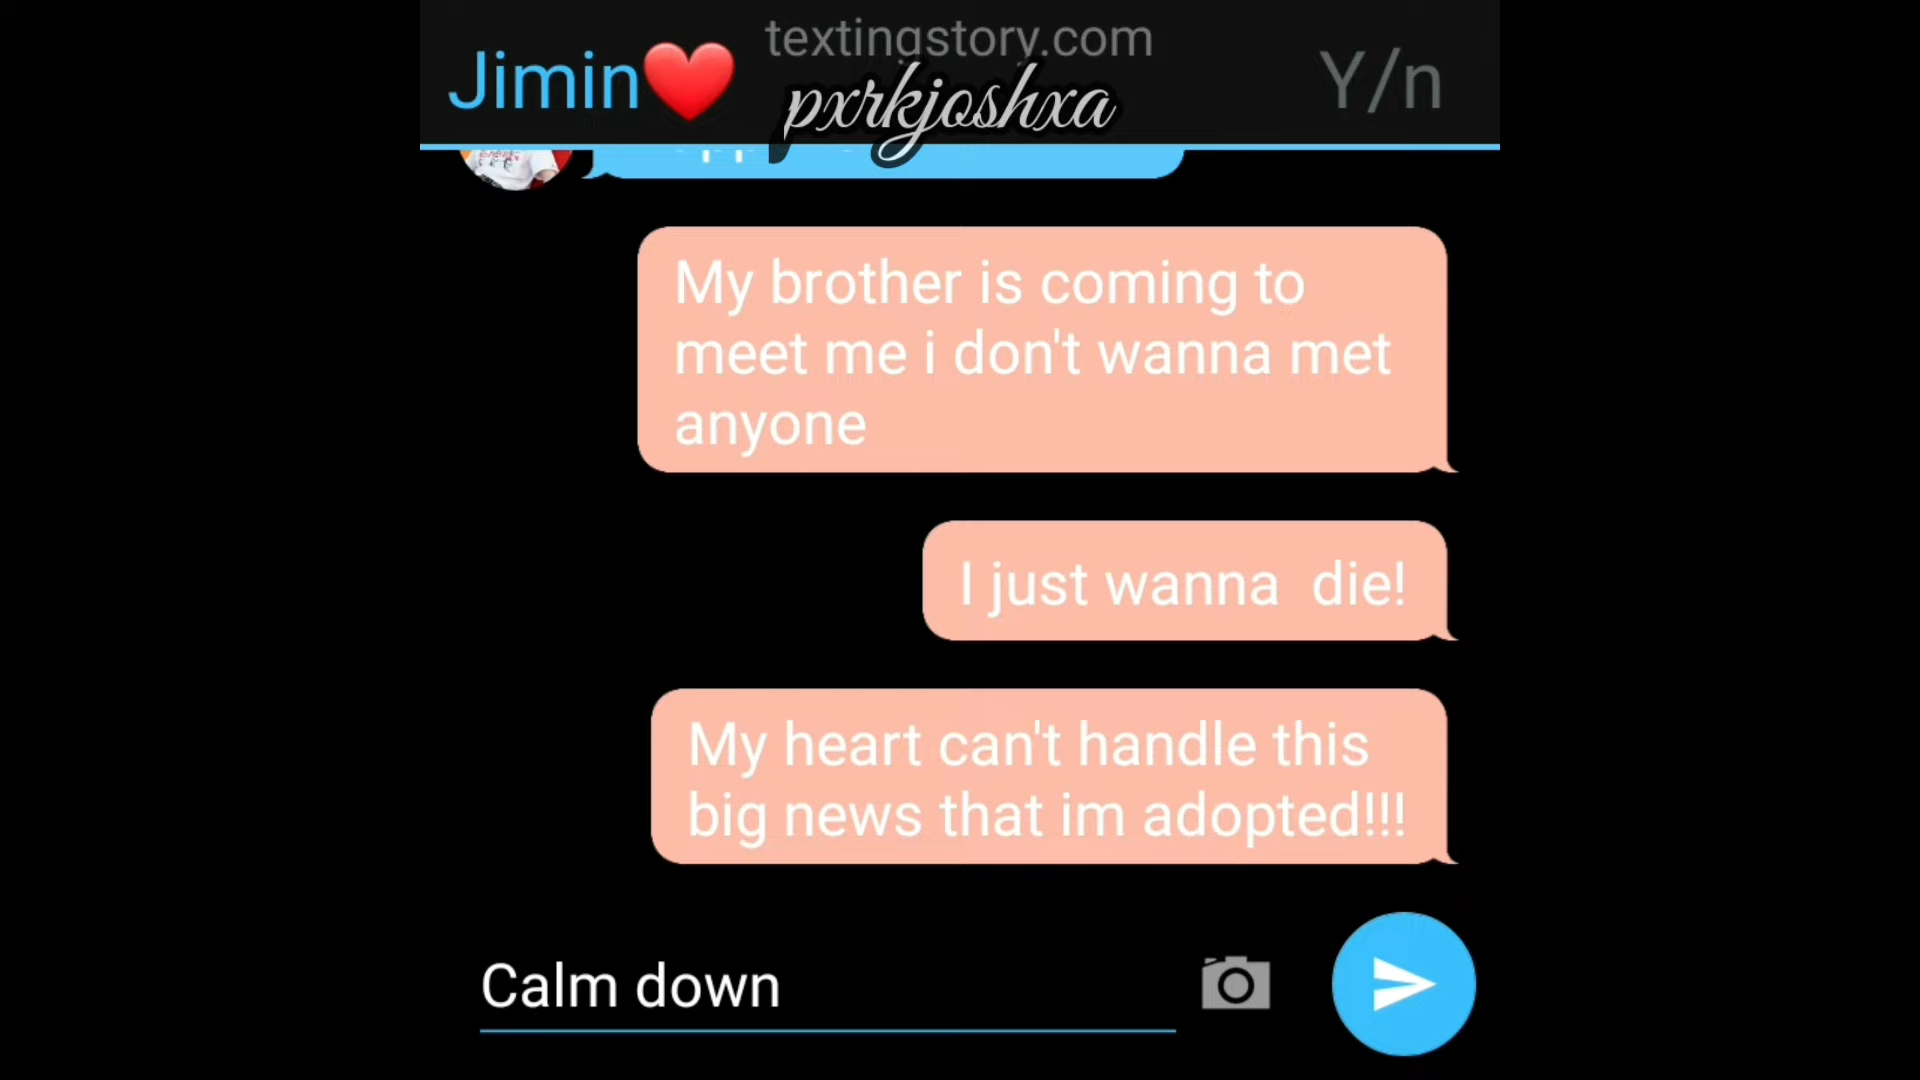 textingstory.com
Jimin❤️
pxrkjoshxa
Y/n
My brother is coming to
meet me i don't wanna met
anyone
I just wanna  die!
My heart can't handle this
big news that im adopted!!!
Calm down